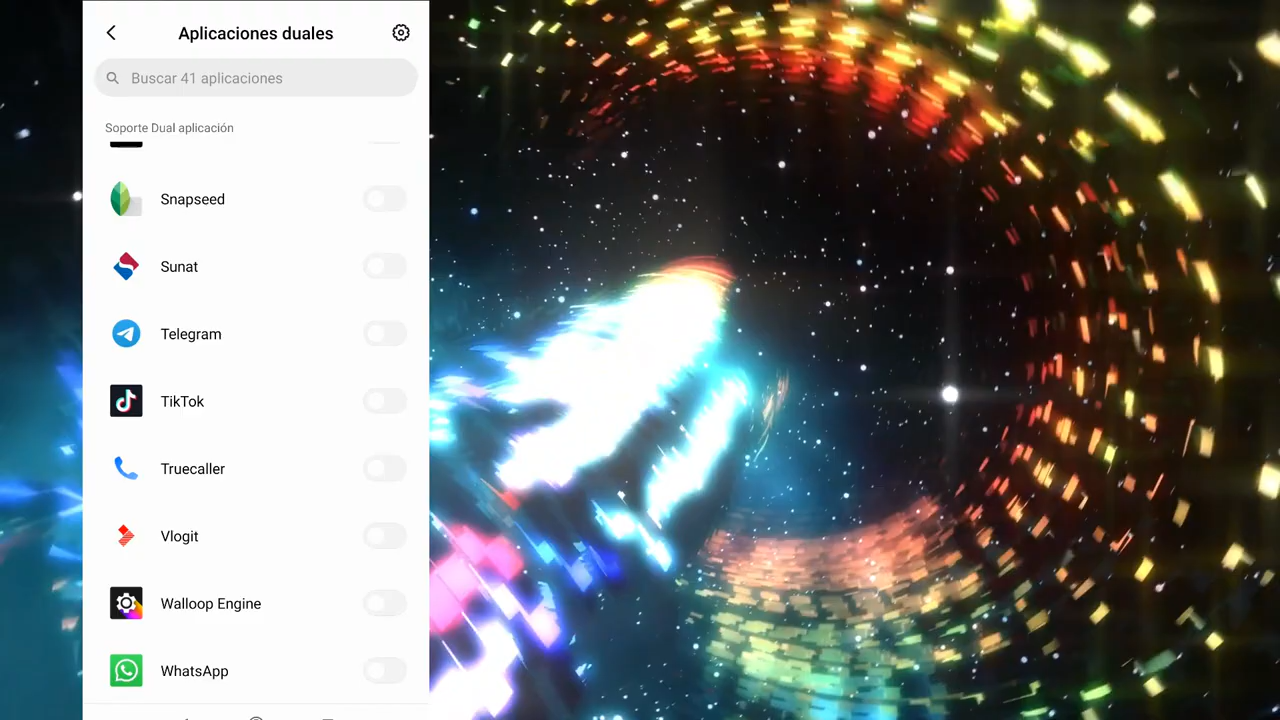 Aplicaciones duales
Buscar 41 aplicaciones
Soporte Dual aplicación
Snapseed
Sunat
Telegram
TikTok
Truecaller
Vlogit
Walloop Engine
WhatsApp